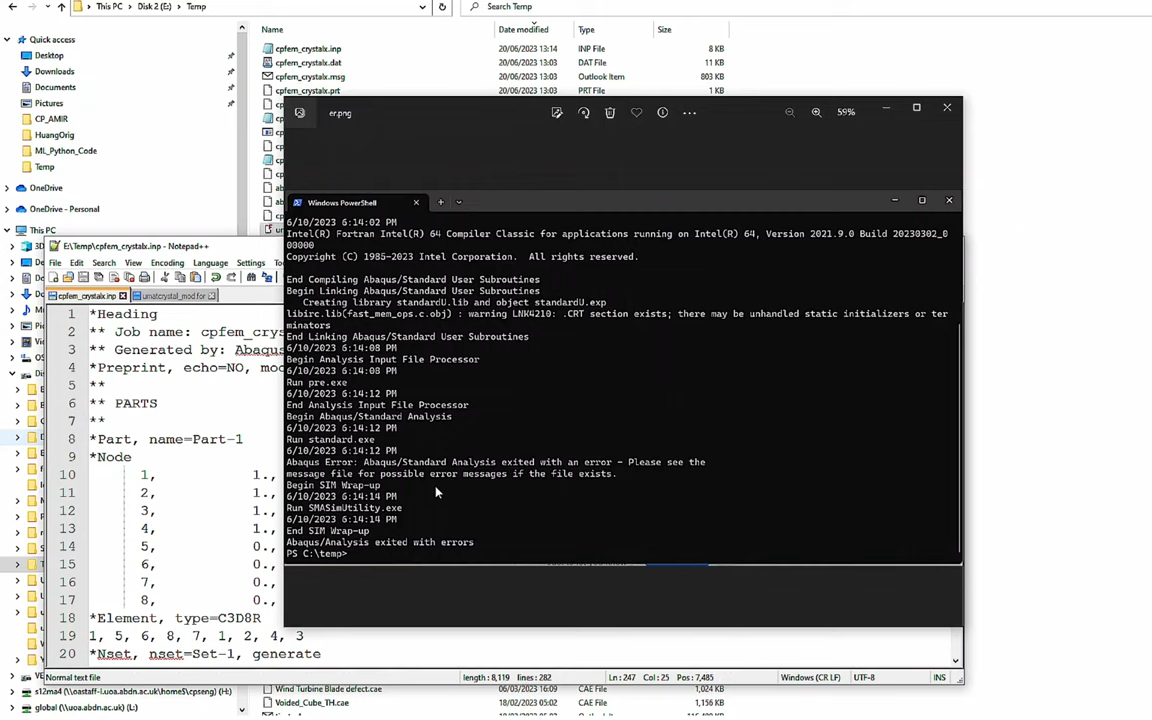 This PC
Disk 2 (E:)
Temp
Search Temp
Quick access
Desktop
Downloads
Documents
Pictures
CP_AMIR
HuangOrig
ML_Python_Code
Temp
OneDrive
OneDrive - Personal
This PC
Name
Date modified
Type
Size
cpfem_crystalx.inp
20/06/2023 13:14
INP File
8 KB
cpfem_crystalx.dat
20/06/2023 13:03
DAT File
11 KB
cpfem_crystalx.msg
20/06/2023 13:03
Outlook Item
803 KB
cpfem_crystalx.prt
20/06/2023 13:03
PRT File
1 KB
er.png
59%
Windows PowerShell
6/10/2023 6:14:02 PM
Intel(R) Fortran Intel(R) 64 Compiler Classic for applications running on Intel(R) 64, Version 2021.9.0 Build 20230302_0
00000
Copyright (C) 1985-2023 Intel Corporation.  All rights reserved.
End Compiling Abaqus/Standard User Subroutines
Begin Linking Abaqus/Standard User Subroutines
Creating library standardU.lib and object standardU.exp
libirc.lib(fast_mem_ops.c.obj) : warning LNK4210: .CRT section exists; there may be unhandled static initializers or ter
minators
End Linking Abaqus/Standard User Subroutines
6/10/2023 6:14:08 PM
Begin Analysis Input File Processor
6/10/2023 6:14:08 PM
Run pre.exe
6/10/2023 6:14:12 PM
End Analysis Input File Processor
Begin Abaqus/Standard Analysis
6/10/2023 6:14:12 PM
Run standard.exe
6/10/2023 6:14:12 PM
Abaqus Error: Abaqus/Standard Analysis exited with an error - Please see the
message file for possible error messages if the file exists.
Begin SIM Wrap-up
6/10/2023 6:14:14 PM
Run SMASimUtility.exe
6/10/2023 6:14:14 PM
End SIM Wrap-up
Abaqus/Analysis exited with errors
PS C:\temp>
E:\Temp\cpfem_crystalx.inp - Notepad++
File Edit Search View Encoding Language Settings
cpfem_crystalx.inp
umatcrystal_mod.for
1 *Heading
2 ** Job name: cpfem_crys
3 ** Generated by: Abaqus
4 *Preprint, echo=NO, mod
5 **
6 ** PARTS
7 **
8 *Part, name=Part-1
9 *Node
10 1, 1.,
11 2, 1.,
12 3, 1.,
13 4, 1.,
14 5, 0.,
15 6, 0.,
16 7, 0.,
17 8, 0.,
18 *Element, type=C3D8R
19 1, 5, 6, 8, 7, 1, 2, 4, 3
20 *Nset, nset=Set-1, generate
Normal text file
length : 8,119 lines : 282
Ln : 247 Col : 25 Pos : 7,485
Windows (CR LF)
UTF-8
INS
s12ma4 (\\uoastaff-l.uoa.abdn.ac.uk\home$\cpseng) (H:)
global (\\uoa.abdn.ac.uk) (L:)
Wind Turbine Blade defect.cae
06/03/2023 16:09
CAE File
1,024 KB
Voided_Cube_TH.cae
CAE File
1,156 KB